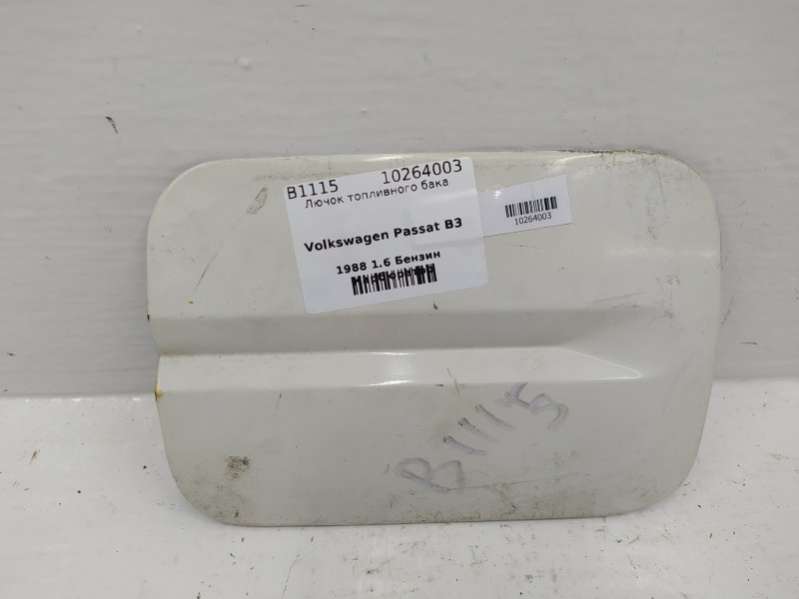 B1115 10264003
Лючок топливного бака
Volkswagen Passat B3
1988 1.6 Бензин
10264003
B1115